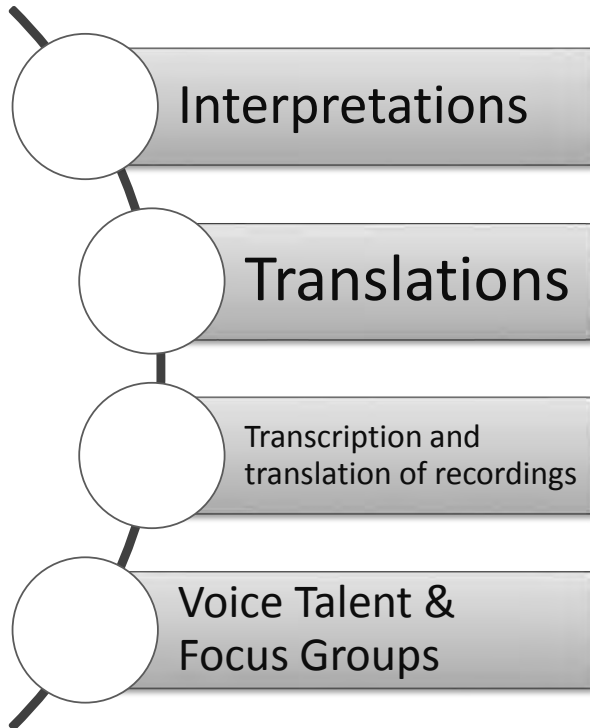 Interpretations
Translations
Transcription and
translation of recordings
Voice Talent &
Focus Groups